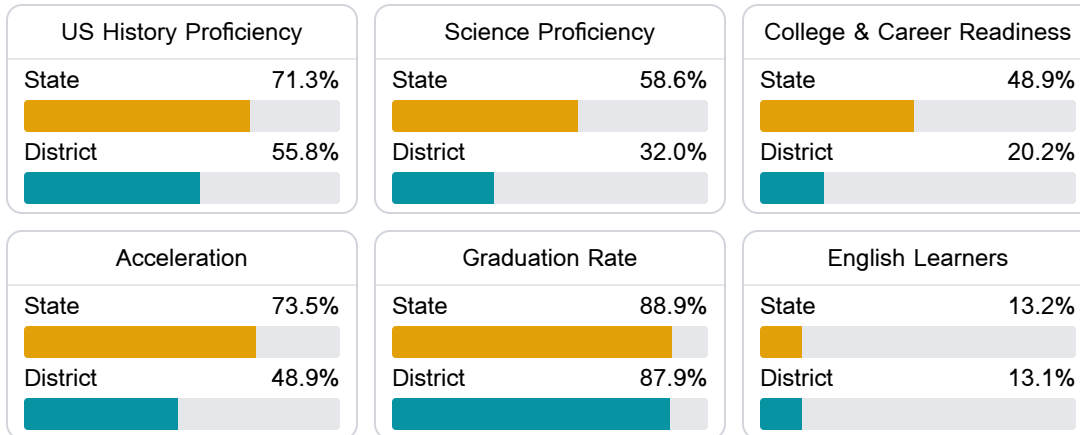 US History Proficiency
State 71.3%
District 55.8%
Science Proficiency
State 58.6%
District 32.0%
College & Career Readiness
State 48.9%
District 20.2%
Acceleration
State 73.5%
District 48.9%
Graduation Rate
State 88.9%
District 87.9%
English Learners
State 13.2%
District 13.1%